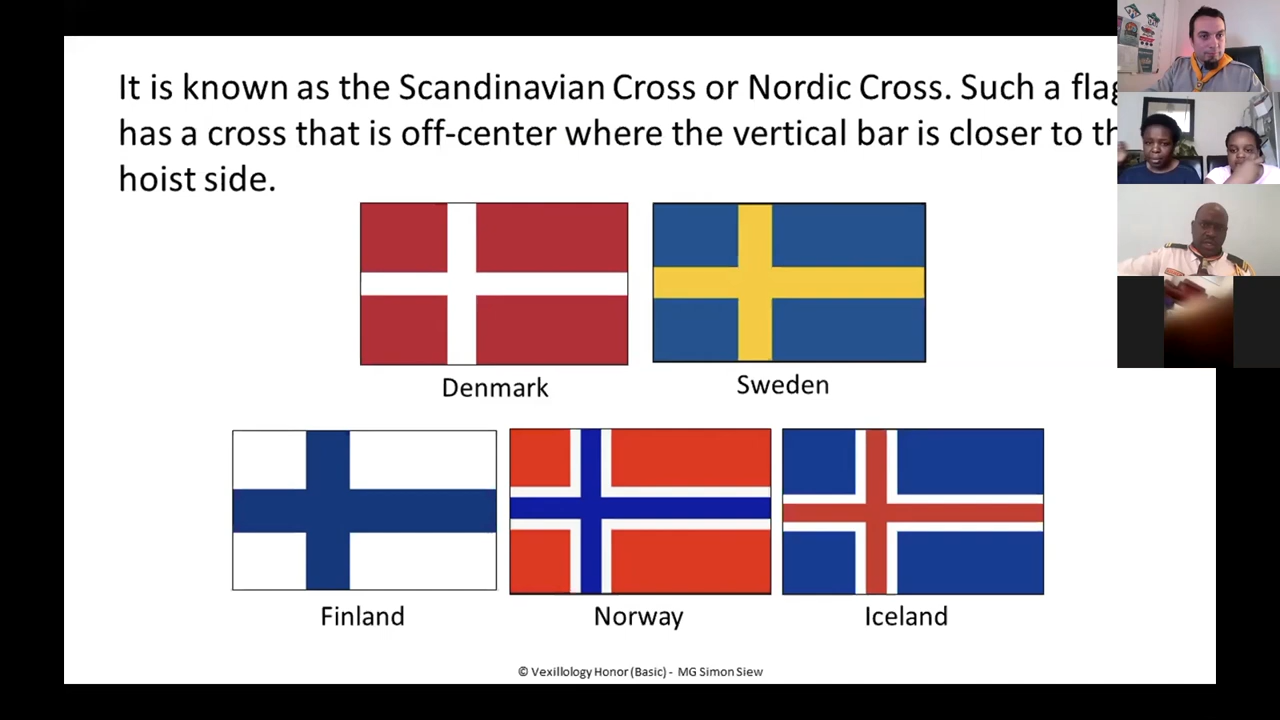 It is known as the Scandinavian Cross or Nordic Cross. Such a flag
has a cross that is off-center where the vertical bar is closer to
hoist side.
Denmark
Sweden
Finland
Norway
Iceland
© Vexillology Honor (Basic) - MG Simon Siew